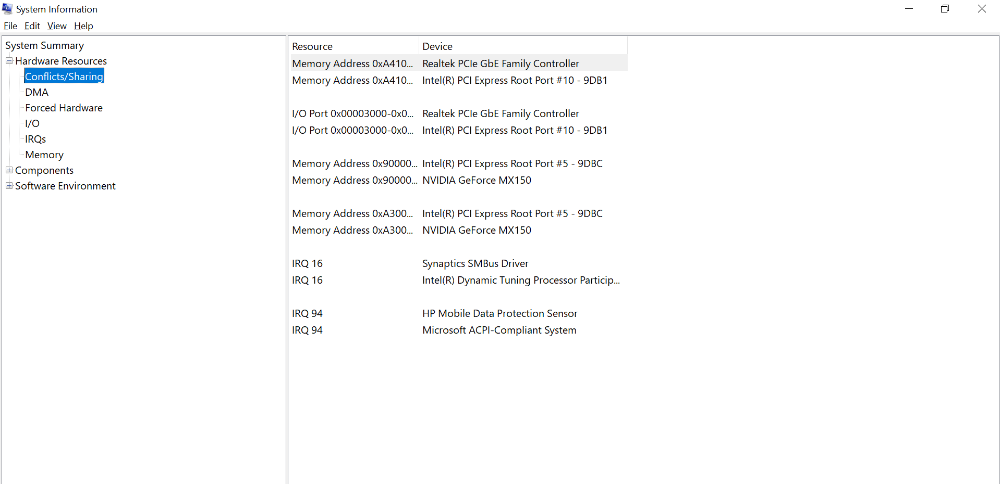 System Information
File Edit View Help
System Summary
Hardware Resources
Conflicts/Sharing
DMA
Forced Hardware
I/O
IRQs
Memory
Components
Software Environment
Resource Device
Memory Address 0xA410... Realtek PCIe GbE Family Controller
Memory Address 0xA410... Intel(R) PCI Express Root Port #10 - 9DB1
I/O Port 0x00003000-0x0... Realtek PCIe GbE Family Controller
I/O Port 0x00003000-0x0... Intel(R) PCI Express Root Port #10 - 9DB1
Memory Address 0x90000... Intel(R) PCI Express Root Port #5 - 9DBC
Memory Address 0x90000... NVIDIA GeForce MX150
Memory Address 0xA300... Intel(R) PCI Express Root Port #5 - 9DBC
Memory Address 0xA300... NVIDIA GeForce MX150
IRQ 16 Synaptics SMBus Driver
IRQ 16 Intel(R) Dynamic Tuning Processor Particip...
IRQ 94 HP Mobile Data Protection Sensor
IRQ 94 Microsoft ACPI-Compliant System